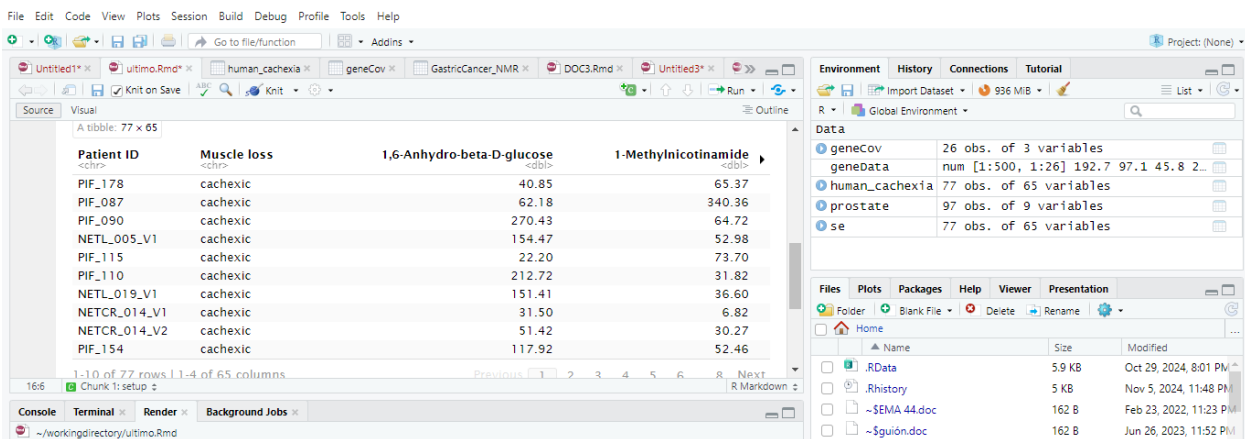 File Edit Code View Plots Session Build Debug Profile Tools Help
Go to file/function Addins Project: (None)
Untitled1* ultimo.Rmd* human_cachexia geneCov GastricCancer_NMR DOC3.Rmd Untitled3*
Knit on Save ABC Knit Run
Source Visual Outline
A tibble: 77 × 65
Patient ID Muscle loss 1,6-Anhydro-beta-D-glucose 1-Methylnicotinamide
<chr> <chr> <dbl> <dbl>
PIF_178 cachexic 40.85 65.37
PIF_087 cachexic 62.18 340.36
PIF_090 cachexic 270.43 64.72
NETL_005_V1 cachexic 154.47 52.98
PIF_115 cachexic 22.20 73.70
PIF_110 cachexic 212.72 31.82
NETL_019_V1 cachexic 151.41 36.60
NETCR_014_V1 cachexic 31.50 6.82
NETCR_014_V2 cachexic 51.42 30.27
PIF_154 cachexic 117.92 52.46
1-10 of 77 rows | 1-4 of 65 columns Previous 1 2 3 4 5 6 8 Next
16:6 Chunk 1: setup R Markdown
Console Terminal Render Background Jobs
~/workingdirectory/ultimo.Rmd
Environment History Connections Tutorial
Import Dataset 936 MiB List
R Global Environment
Data
geneCov 26 obs. of 3 variables
geneData num [1:500, 1:26] 192.7 97.1 45.8 2…
human_cachexia 77 obs. of 65 variables
prostate 97 obs. of 9 variables
se 77 obs. of 65 variables
Files Plots Packages Help Viewer Presentation
Folder Blank File Delete Rename
Home
Name Size Modified
.RData 5.9 KB Oct 29, 2024, 8:01 PM
.Rhistory 5 KB Nov 5, 2024, 11:48 PM
~$EMA 44.doc 162 B Feb 23, 2022, 11:23 PM
~$guión.doc 162 B Jun 26, 2023, 11:52 PM